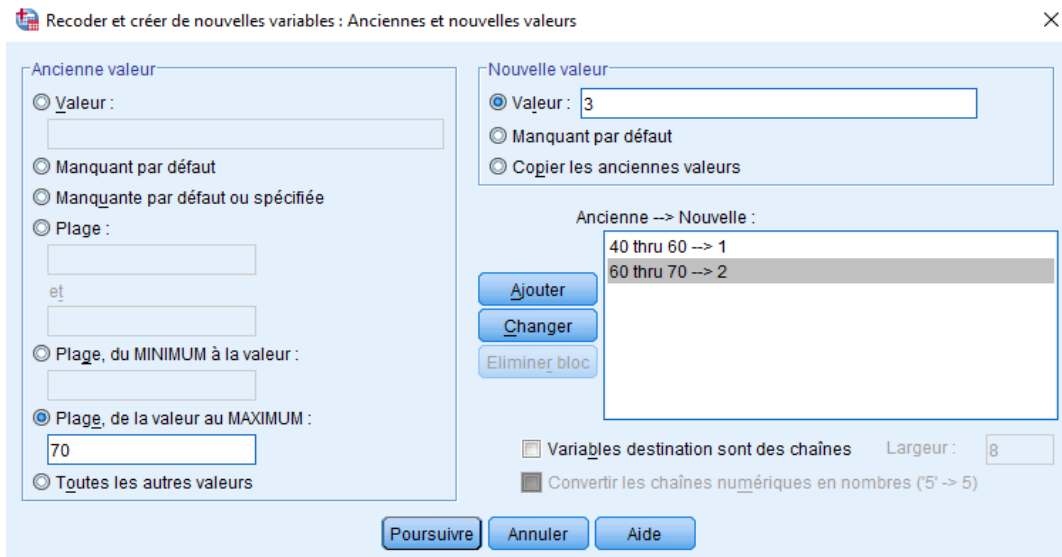 Recoder et créer de nouvelles variables : Anciennes et nouvelles valeurs
Ancienne valeur
Valeur :
Manquant par défaut
Manquante par défaut ou spécifiée
Plage :
et
Plage, du MINIMUM à la valeur :
Plage, de la valeur au MAXIMUM :
70
Toutes les autres valeurs
Nouvelle valeur
Valeur : 3
Manquant par défaut
Copier les anciennes valeurs
Ancienne --> Nouvelle :
40 thru 60 --> 1
60 thru 70 --> 2
Ajouter
Changer
Eliminer bloc
Variables destination sont des chaînes Largeur : 8
Convertir les chaînes numériques en nombres ('5' -> 5)
Poursuivre Annuler Aide